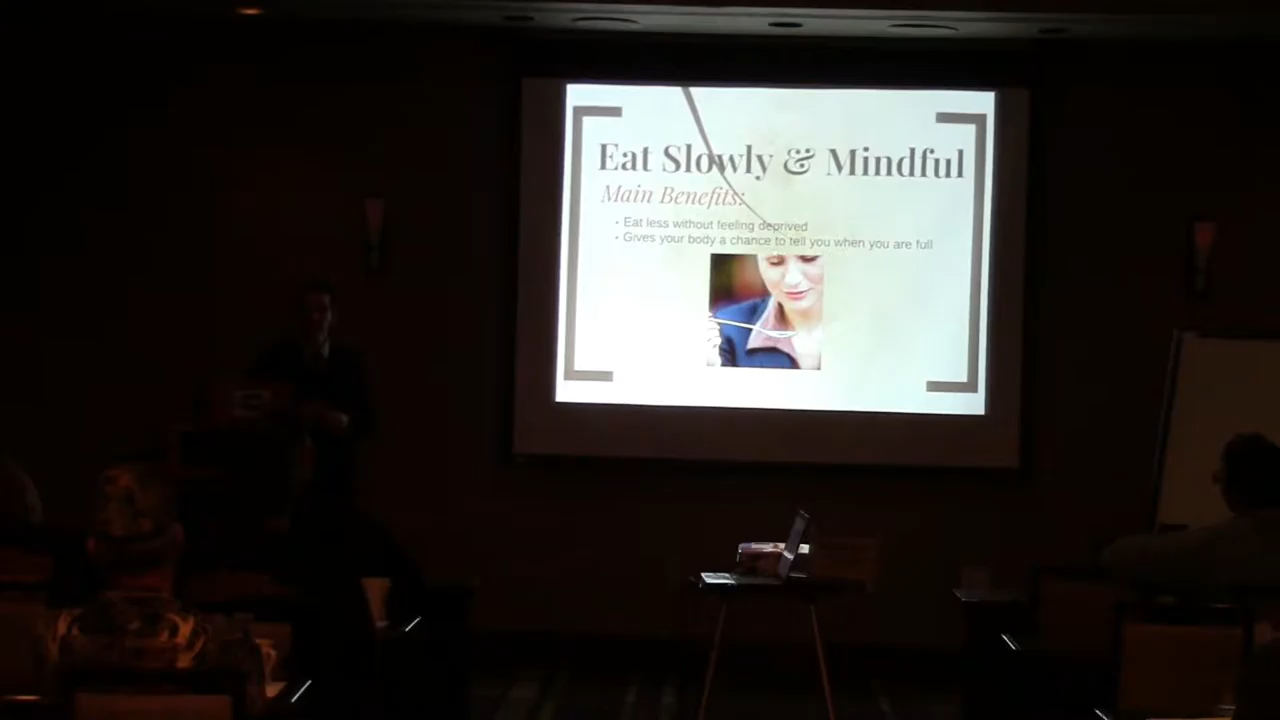 Eat Slowly & Mindful
Main Benefits:
• Eat less without feeling deprived
• Gives your body a chance to tell you when you are full